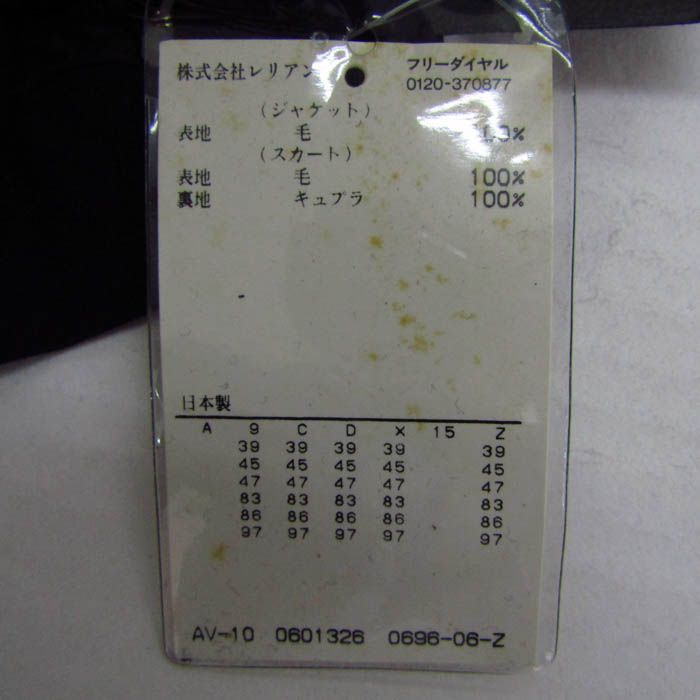 株式会社レリアン
フリーダイヤル
0120-370877
(ジャケット)
表地 毛
(スカート)
表地 毛 100%
裏地 キュプラ 100%
日本製
A 9 C D X 15 Z
39 39 39 39 39
45 45 45 45 45
47 47 47 47 47
83 83 83 83 83
86 86 86 86 86
97 97 97 97 97
AV-10 0601326 0696-06-Z